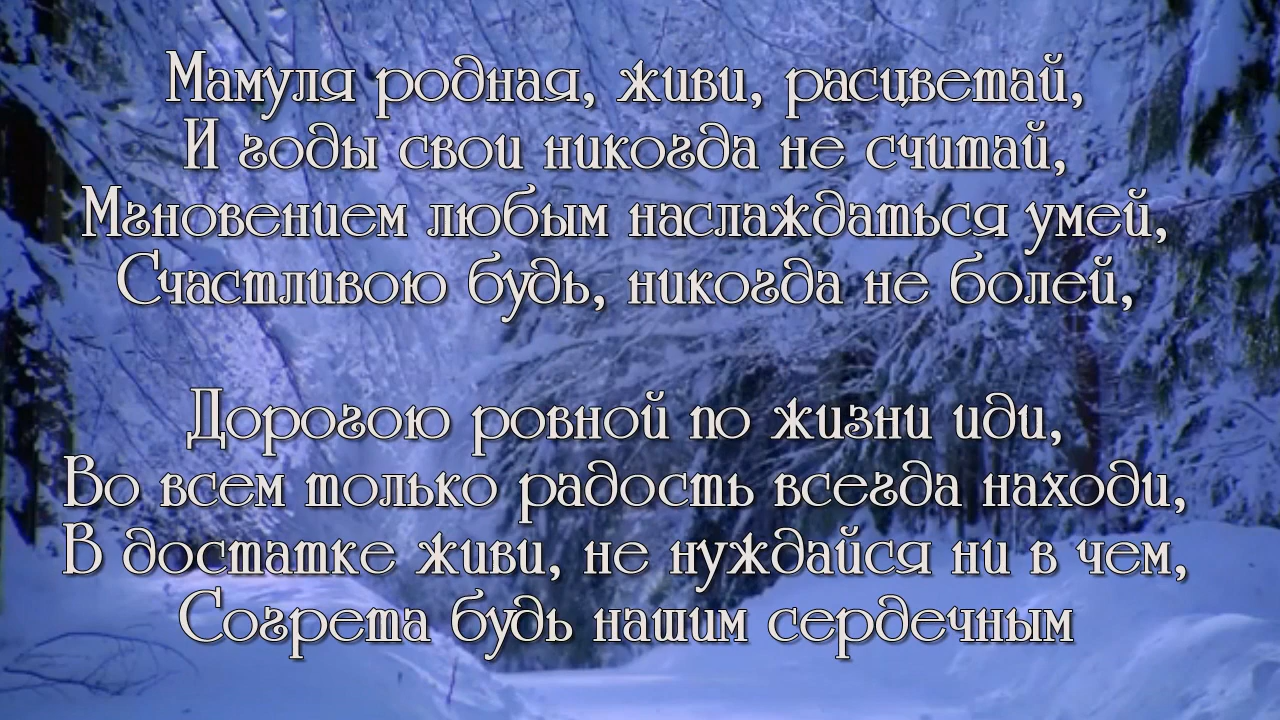 Мамуля родная, живи, расцветай,
И годы свои никогда не считай,
Мгновением любым наслаждаться умей,
Счастливою будь, никогда не болей,
Дорогою ровной по жизни иди,
Во всем только радость всегда находи,
В достатке живи, не нуждайся ни в чем,
Согрета будь нашим сердечным